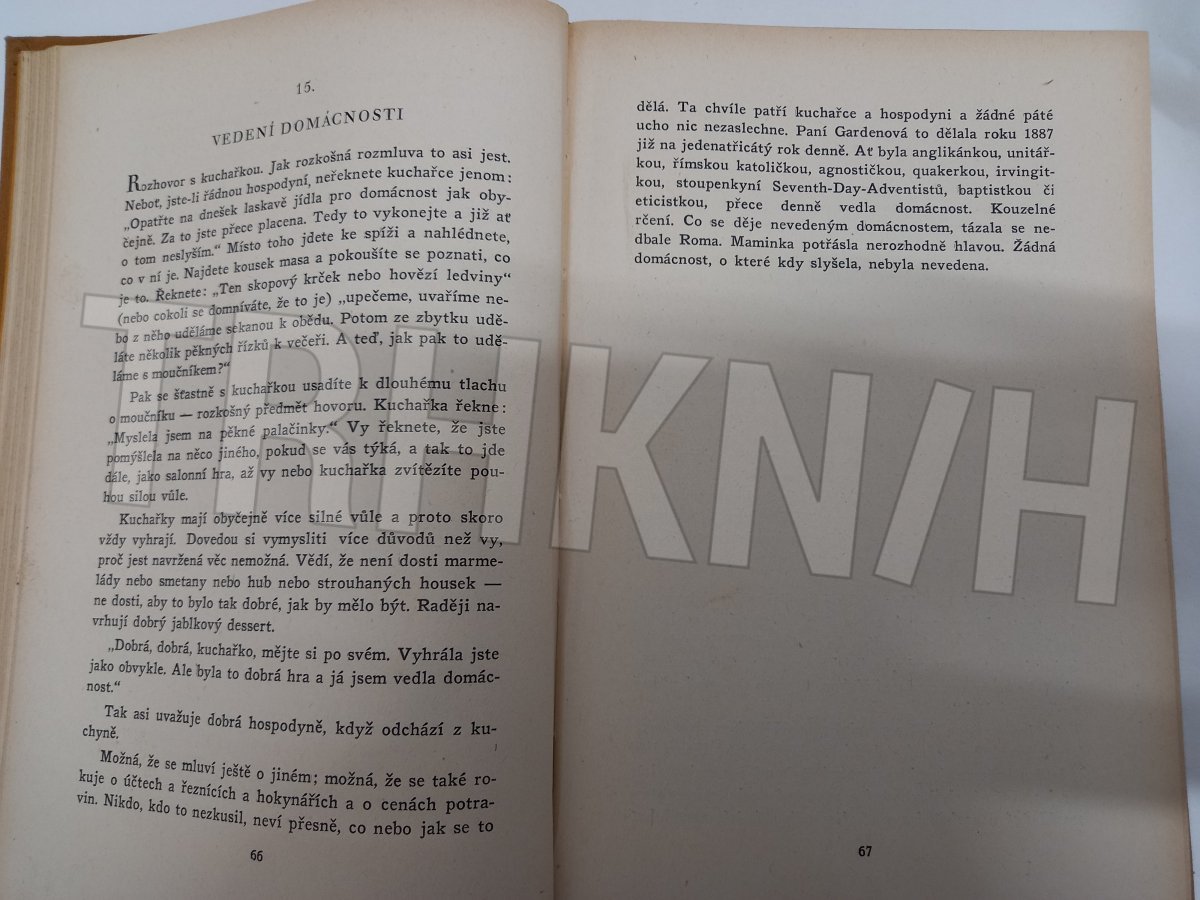 15.
VEDENÍ DOMÁCNOSTI
Rozhovor s kuchařkou. Jak rozkošná rozmluva to asi jest.
Neboť, jste-li řádnou hospodyní, neřeknete kuchařce jenom:
„Opatřte na dnešek laskavě jídla pro domácnost jak oby-
čejně. Za to jste přece placena. Tedy to vykonejte a již ať
o tom neslyším.“ Místo toho jdete ke spíži a nahlédnete,
co v ní je. Najdete kousek masa a pokoušíte se poznati, co
je to. Řeknete: „Ten skopový krček nebo hovězí ledviny“
(nebo cokoli se domníváte, že to je) „upečeme, uvaříme ne-
bo z něho uděláme sekanou k obědu. Potom ze zbytku udě-
láte několik pěkných řízků k večeři. A teď, jak pak to udě-
láme s moučníkem?“
Pak se šťastně s kuchařkou usadíte k dlouhému tlachu
o moučníku — rozkošný předmět hovoru. Kuchařka řekne:
„Myslela jsem na pěkné palačinky.“ Vy řeknete, že jste
pomýšlela na něco jiného, pokud se vás týká, a tak to jde
dále, jako salonní hra, až vy nebo kuchařka zvítězíte pou-
hou silou vůle.
Kuchařky mají obyčejně více silné vůle a proto skoro
vždy vyhrají. Dovedou si vymysliti více důvodů než vy,
proč jest navržená věc nemožná. Vědí, že není dosti marme-
lády nebo smetany nebo hub nebo strouhaných housek —
ne dosti, aby to bylo tak dobré, jak by mělo být. Raději na-
vrhují dobrý jablkový dessert.
„Dobrá, dobrá, kuchařko, mějte si po svém. Vyhrála jste
jako obvykle. Ale byla to dobrá hra a já jsem vedla domác-
nost.“
Tak asi uvažuje dobrá hospodyně, když odchází z ku-
chyně.
Možná, že se mluví ještě o jiném; možná, že se také ro-
kuje o účtech a řeznících a hokynářích a o cenách potra-
vin. Nikdo, kdo to nezkusil, neví přesně, co nebo jak se to
66
dělá. Ta chvíle patří kuchařce a hospodyni a žádné páté
ucho nic nezaslechne. Paní Gardenová to dělala roku 1887
již na jedenatřicátý rok denně. Ať byla anglikánkou, unitář-
kou, římskou katoličkou, agnostičkou, quakerkou, irvingit-
kou, stoupenkyní Seventh-Day-Adventistů, baptistkou či
eticistkou, přece denně vedla domácnost. Kouzelné
rčení. Co se děje nevedeným domácnostem, tázala se ne-
dbale Roma. Maminka potřásla nerozhodně hlavou. Žádná
domácnost, o které kdy slyšela, nebyla nevedena.
67
TRHKN/H